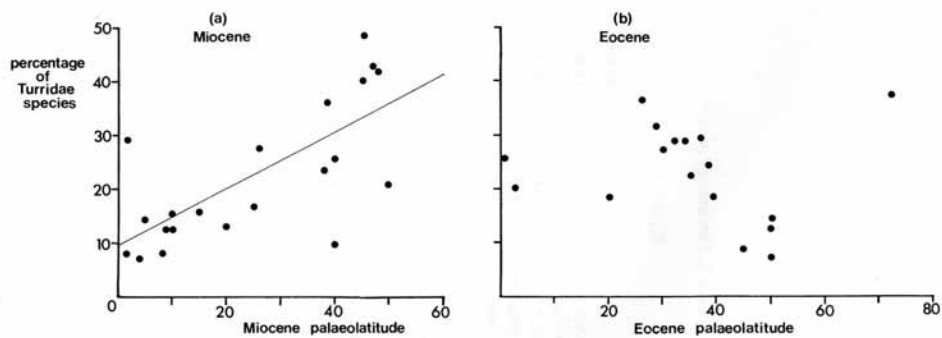 (a)
Miocene
percentage
of
Turridae
species
50
40
30
20
10
0 20 40 60
Miocene palaeolatitude
(b)
Eocene
20 40 60 80
Eocene palaeolatitude